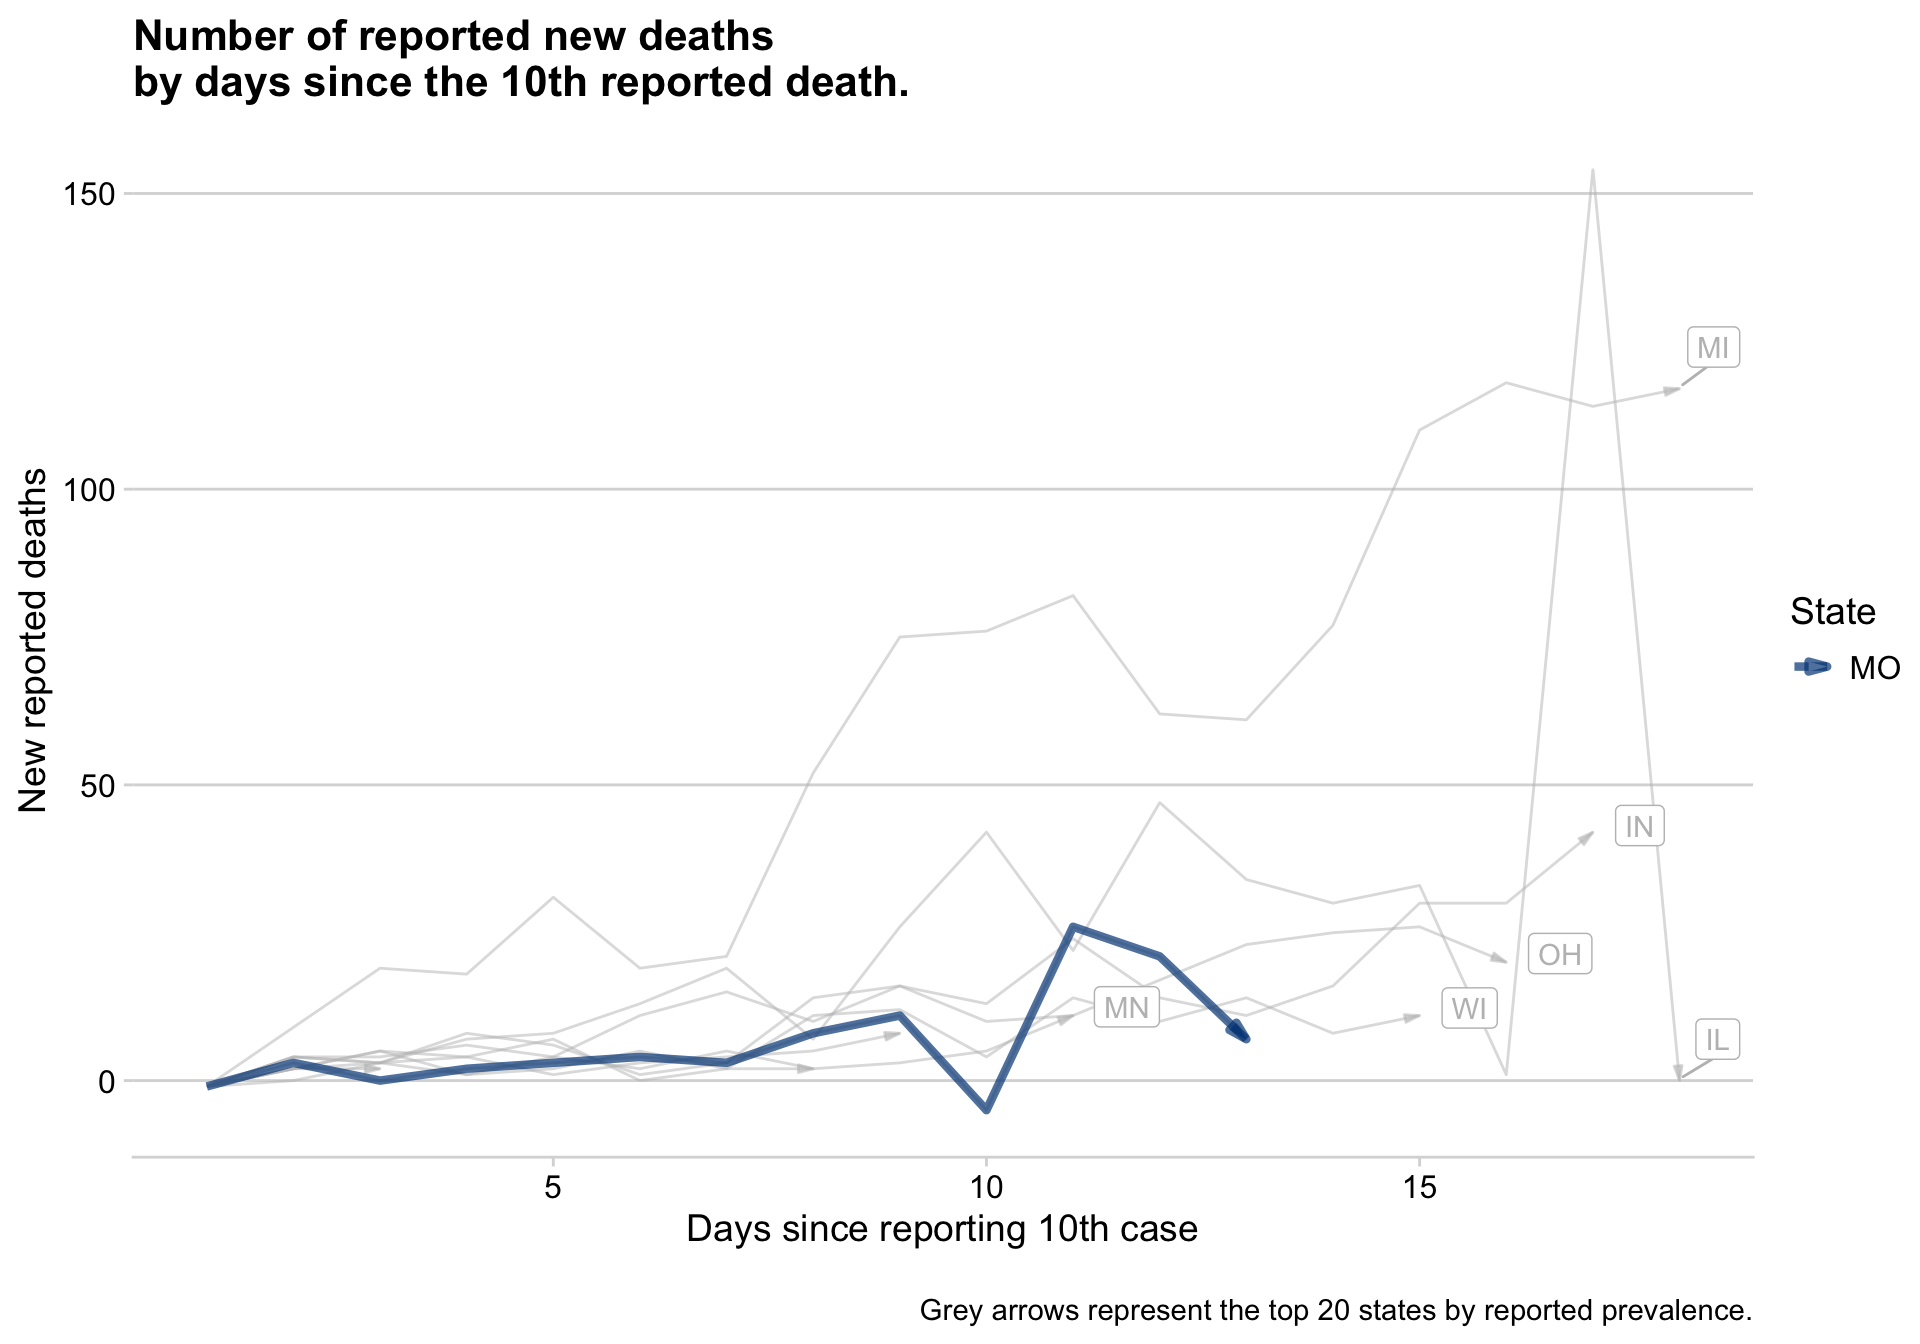 Number of reported new deaths
by days since the 10th reported death.
New reported deaths
150
100
50
0
MI
IN
OH
MN
WI
IL
State
MO
5
10
15
Days since reporting 10th case
Grey arrows represent the top 20 states by reported prevalence.